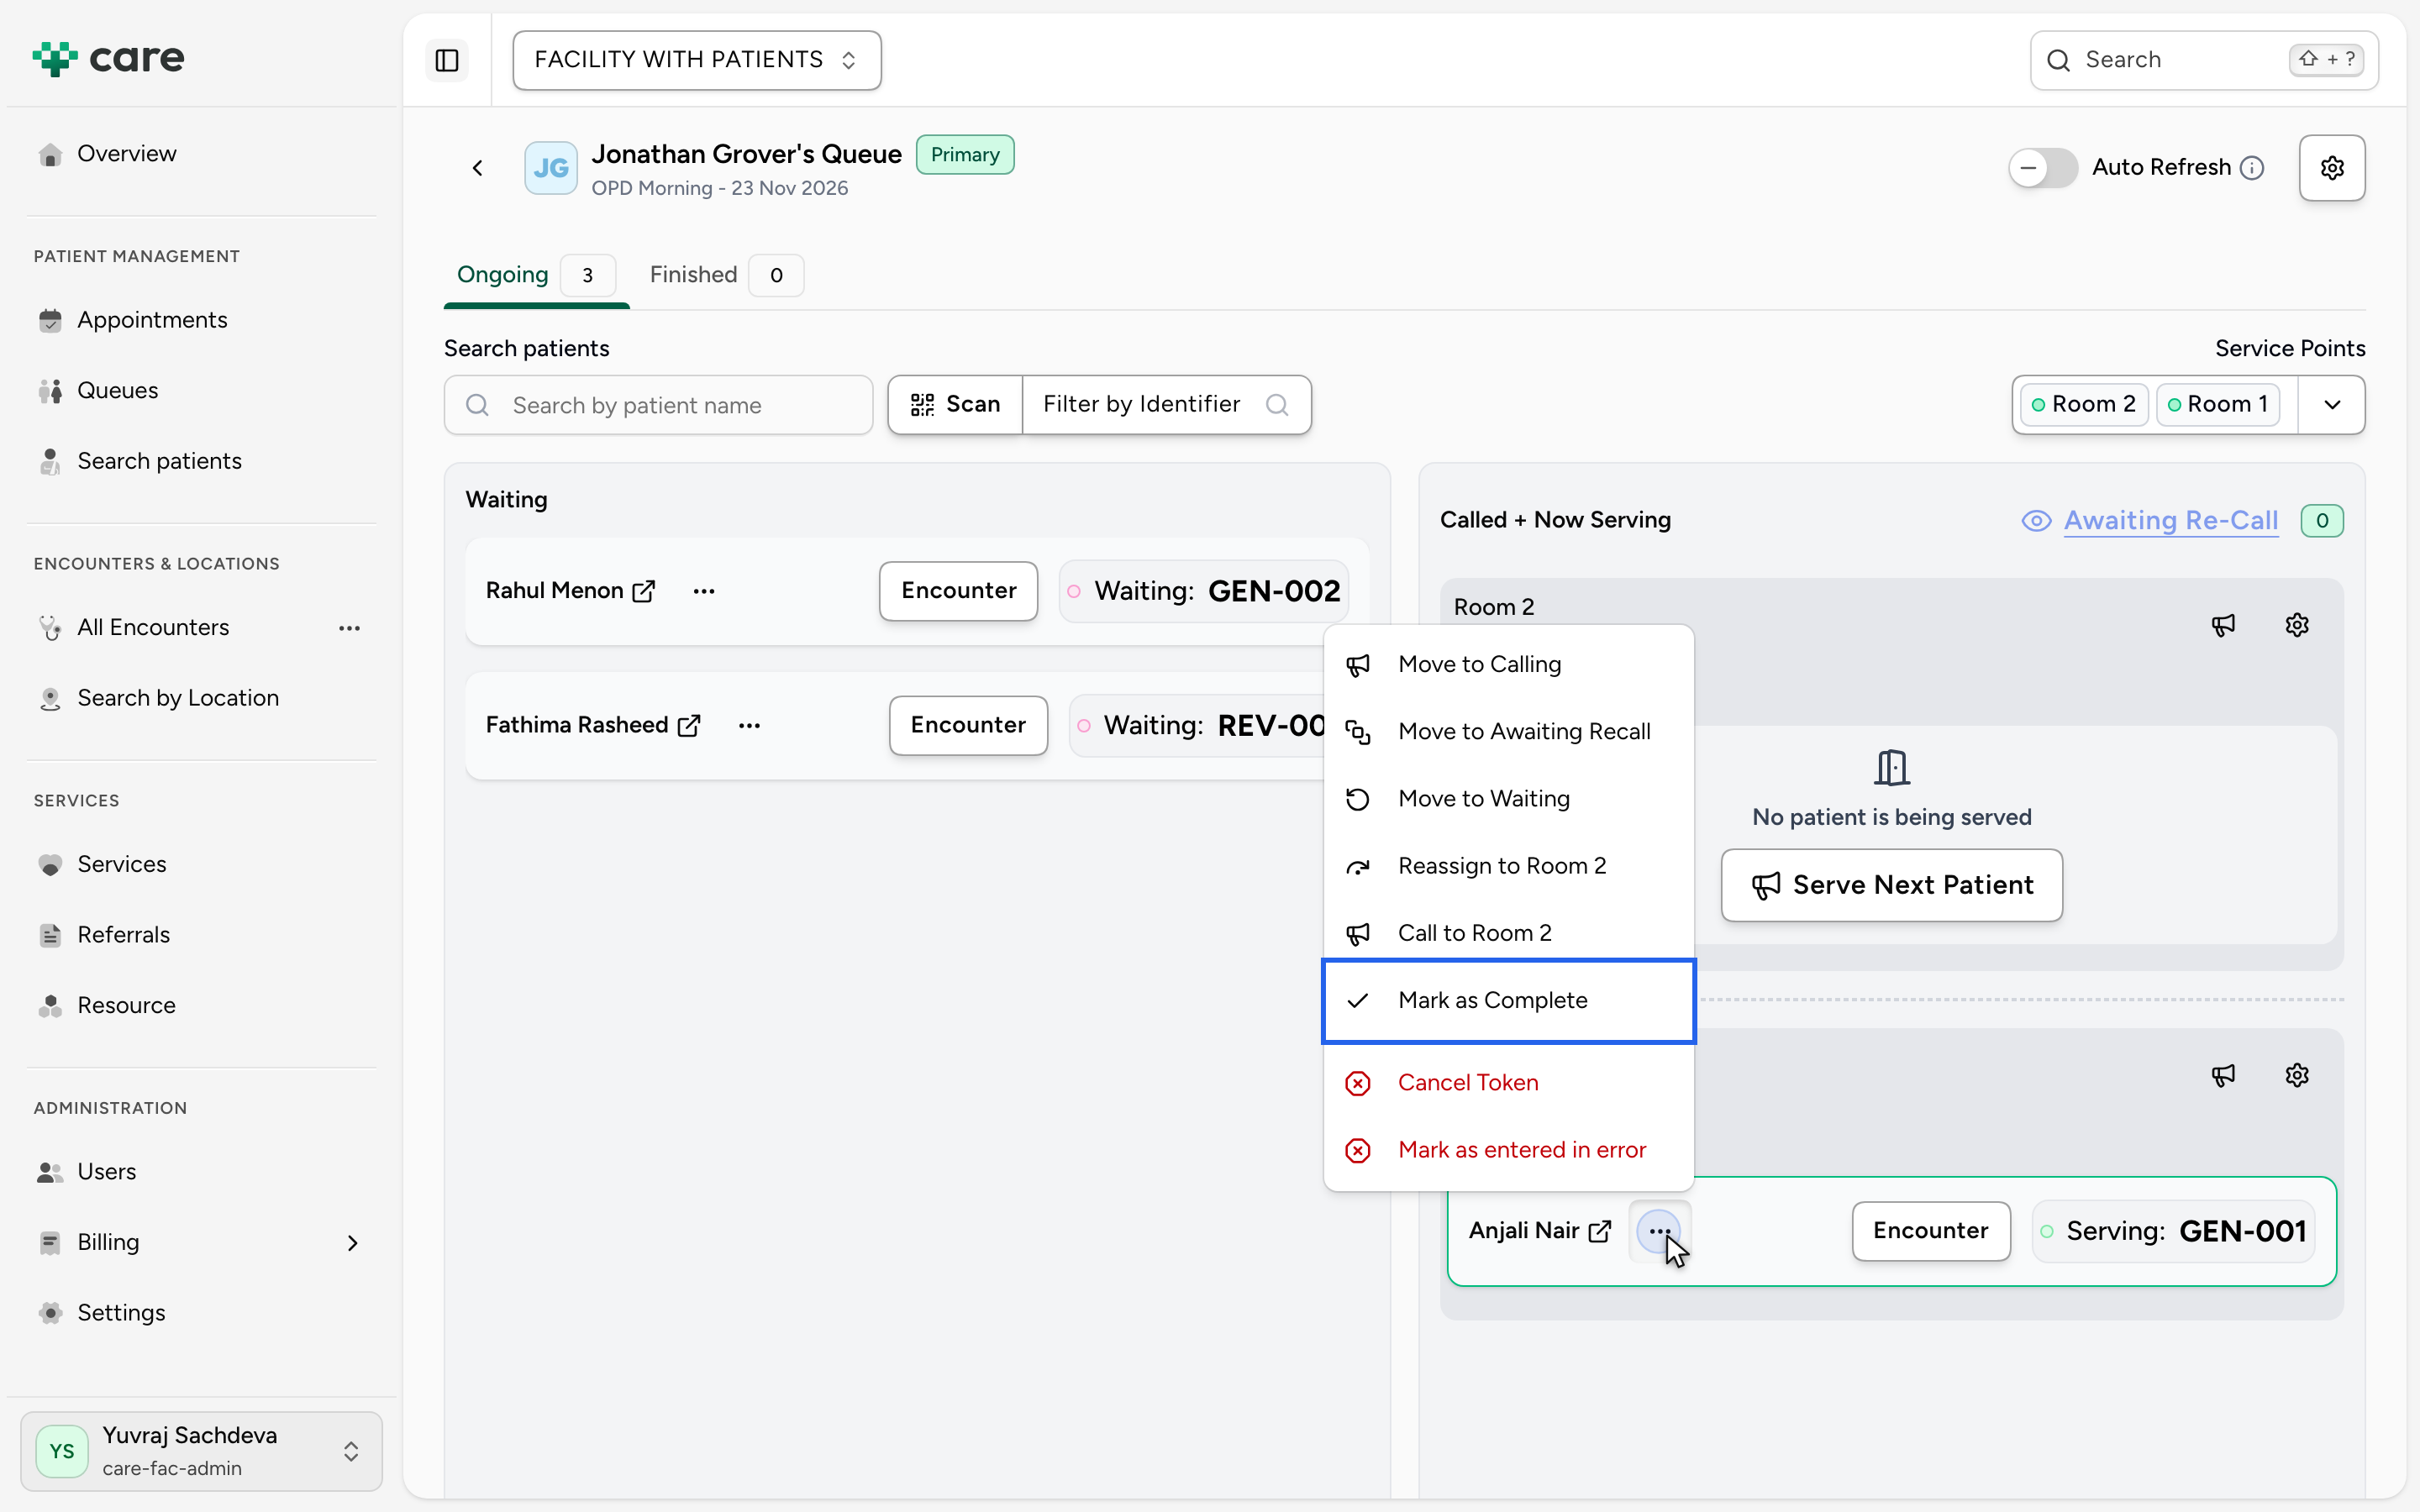 care
FACILITY WITH PATIENTS
Search
+ ?
Overview
PATIENT MANAGEMENT
Appointments
Queues
Search patients
ENCOUNTERS & LOCATIONS
All Encounters
Search by Location
SERVICES
Services
Referrals
Resource
ADMINISTRATION
Users
Billing
Settings
YS
Yuvraj Sachdeva
care-fac-admin
JG
Jonathan Grover's Queue
Primary
OPD Morning - 23 Nov 2026
Auto Refresh
Ongoing 3
Finished 0
Search patients
Service Points
Search by patient name
Scan
Filter by Identifier
Room 2
Room 1
Waiting
Rahul Menon
Encounter
Waiting: GEN-002
Fathima Rasheed
Encounter
Waiting: REV-00
Called + Now Serving
Awaiting Re-Call
0
Room 2
No patient is being served
Serve Next Patient
Move to Calling
Move to Awaiting Recall
Move to Waiting
Reassign to Room 2
Call to Room 2
Mark as Complete
Cancel Token
Mark as entered in error
Anjali Nair
Encounter
Serving: GEN-001